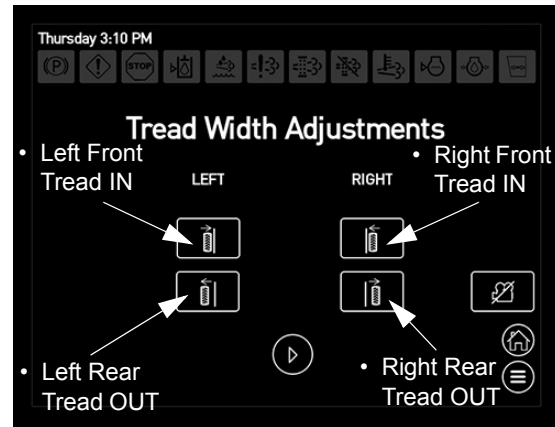 Thursday 3:10 PM
(P)
STOP
Tread Width Adjustments
• Left Front
Tread IN
LEFT
RIGHT
• Right Front
Tread IN
• Left Rear
Tread OUT
• Right Rear
Tread OUT